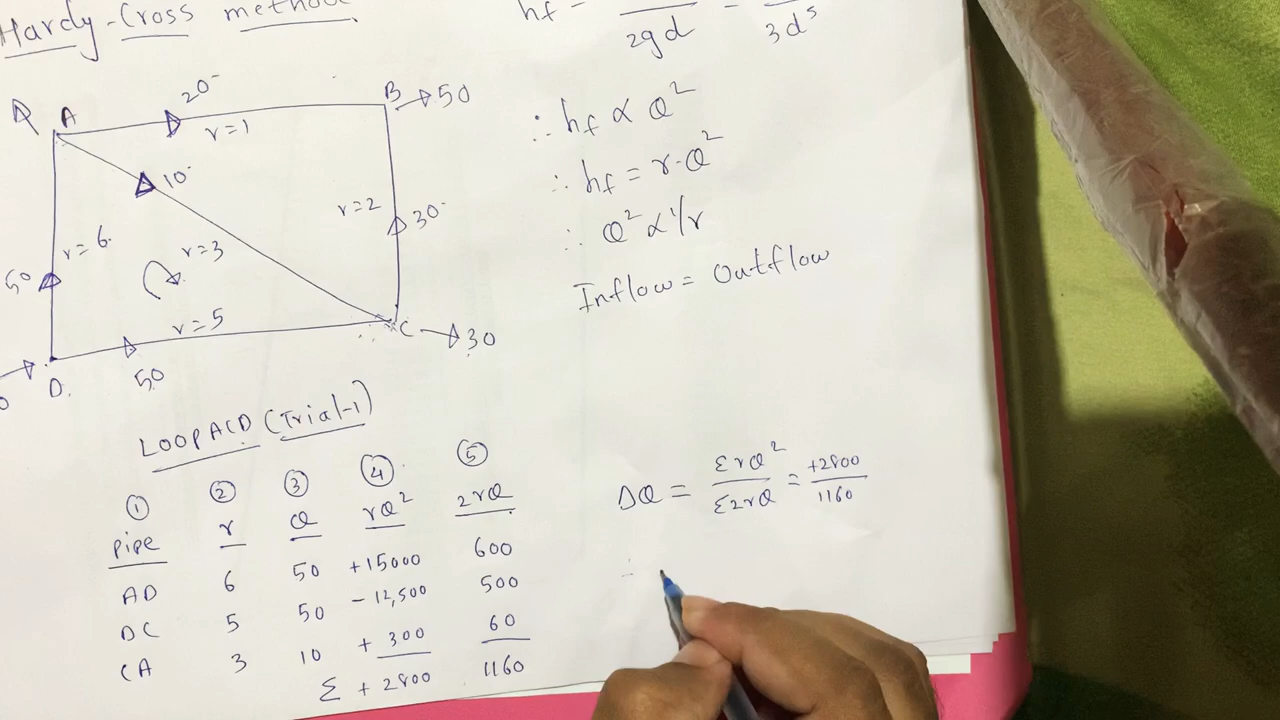 Hardy-Cross method.
hf = /2gd = /3d⁵
Q A 20 B 50
r=1
10
r=2 30
r=6. r=3
50
r=5
D. 50 C 30
∴ hf ∝ Q²
∴ hf = r·Q²
∴ Q² ∝ 1/r
Inflow = Outflow
LOOP ACD (Trial-1)
① ② ③ ④ ⑤
Pipe r Q rQ² 2rQ
AD 6 50 +15000 600
DC 5 50 - 12,500 500
CA 3 10 + 300 60
Σ + 2800 1160
ΔQ = ΣrQ²/Σ2rQ = +2800/1160